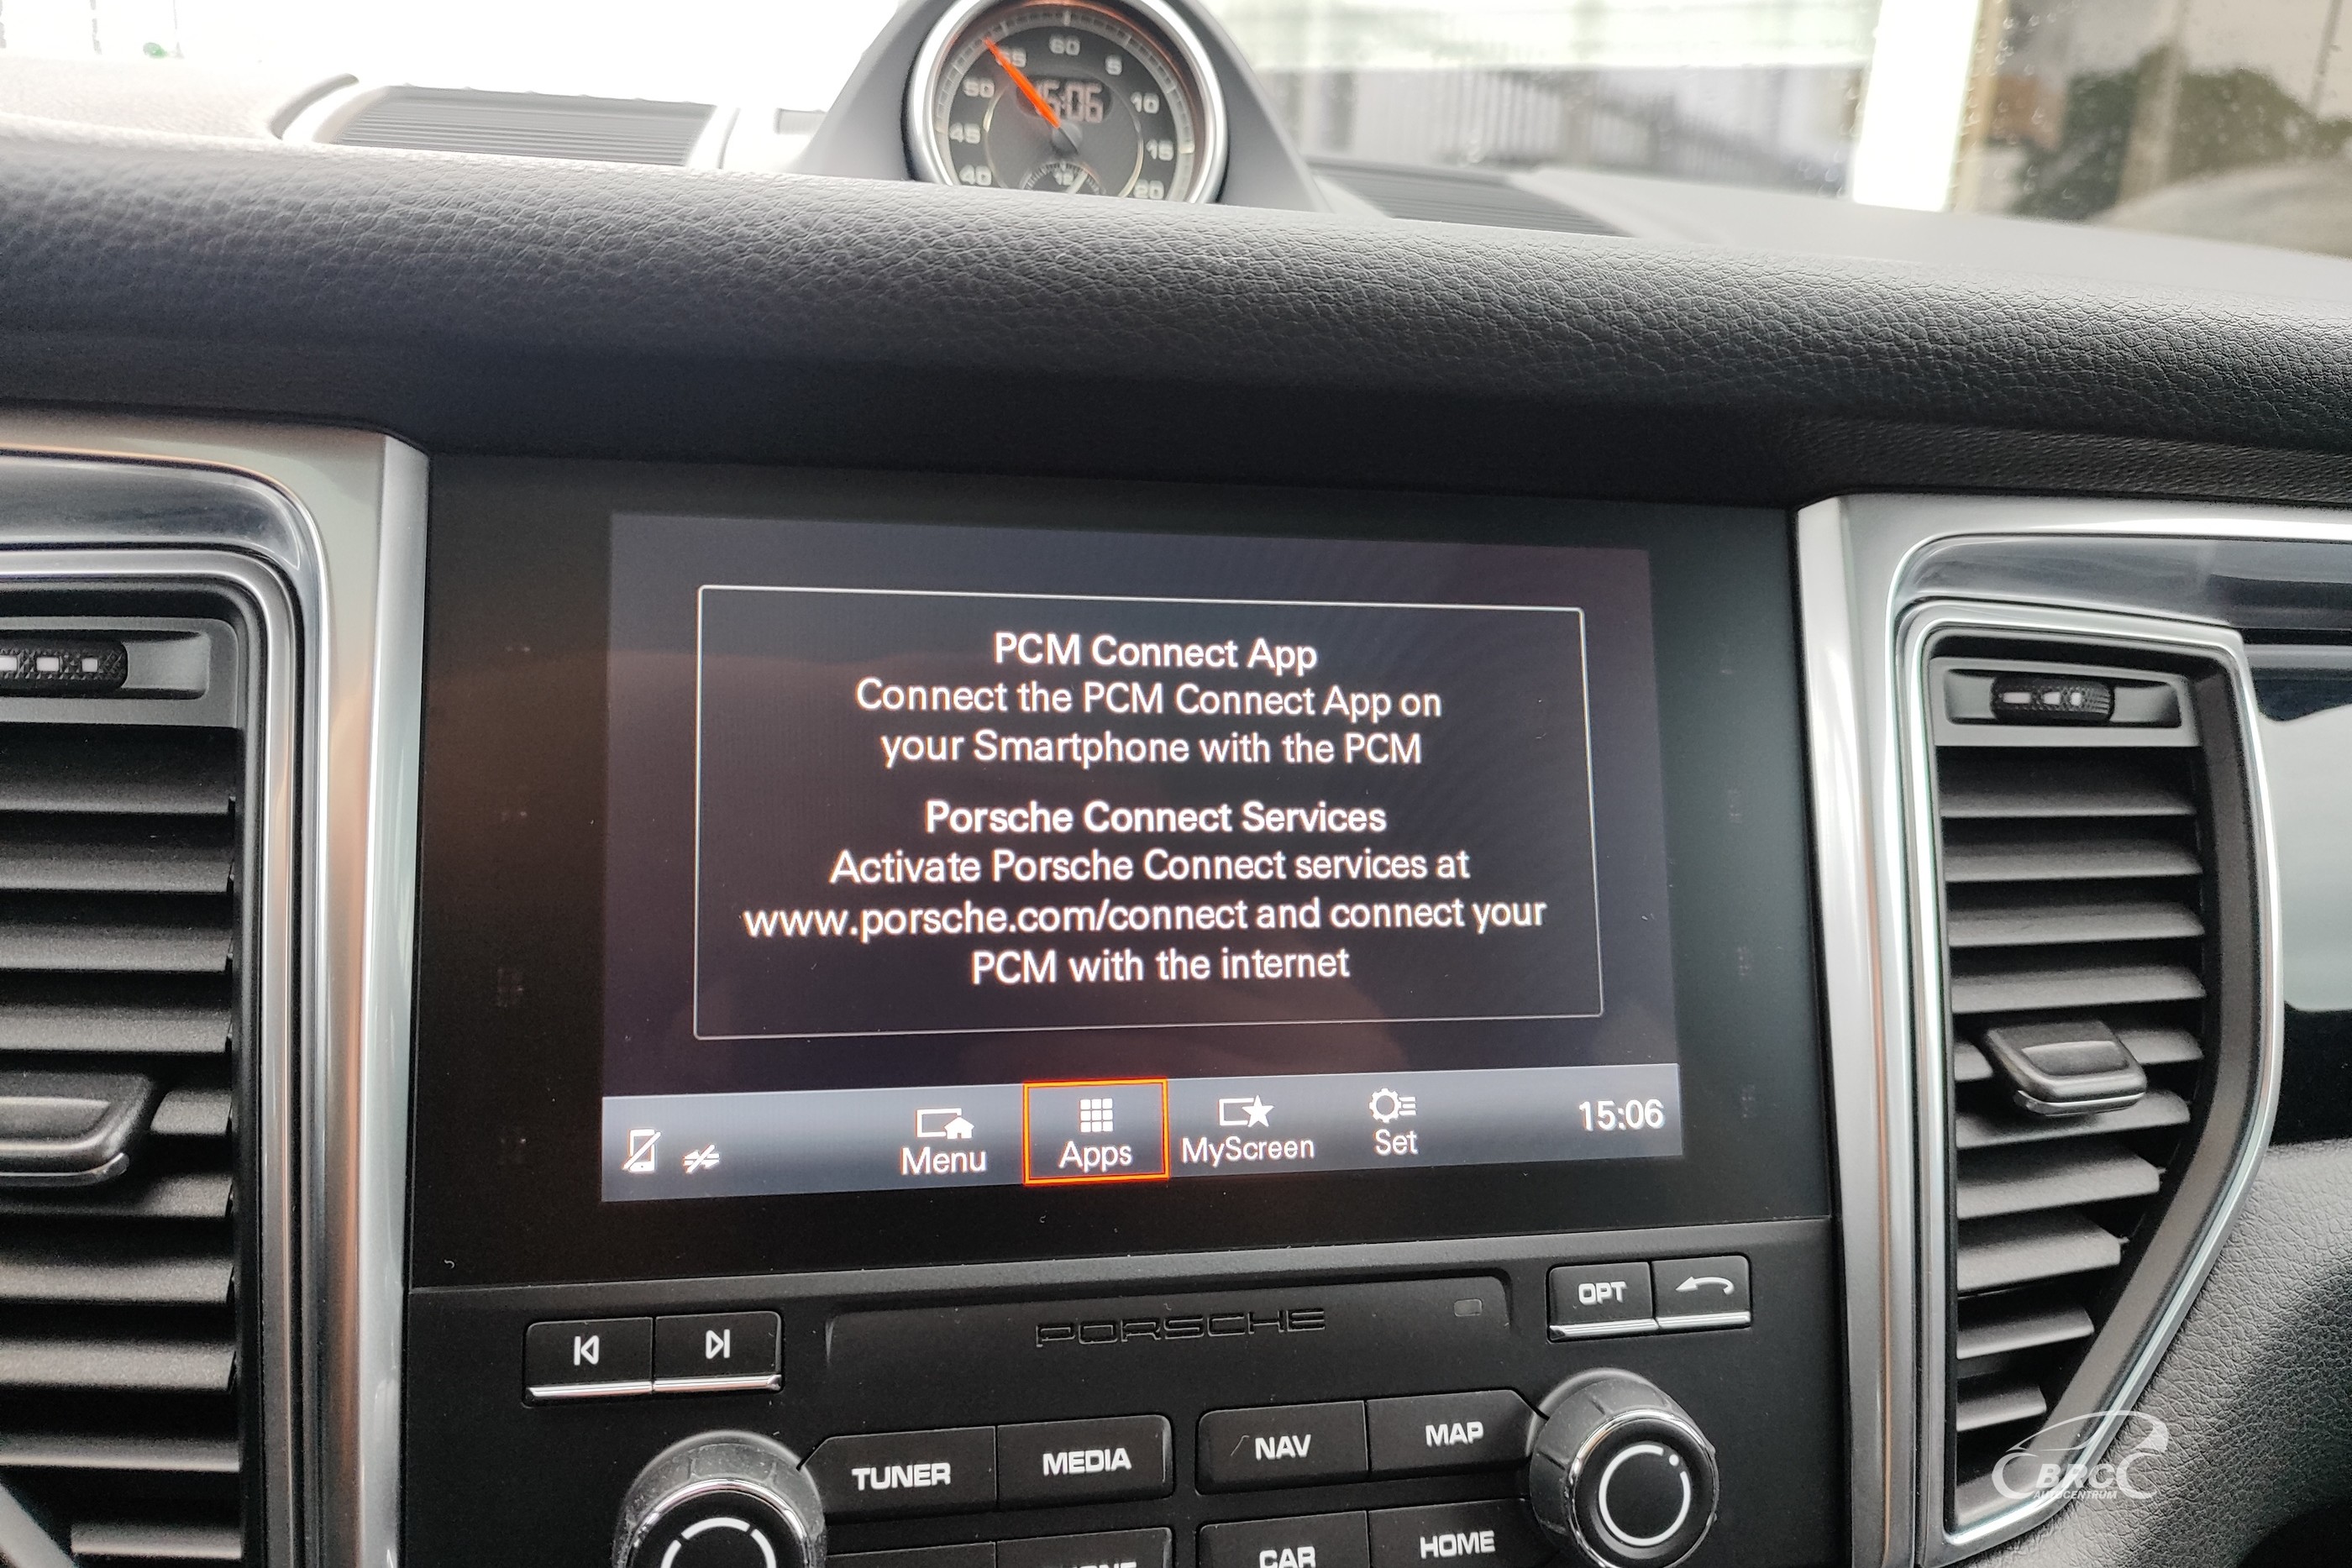 60
55
5
50
10
45
15
40
20
PCM Connect App
Connect the PCM Connect App on
your Smartphone with the PCM
Porsche Connect Services
Activate Porsche Connect services at
www.porsche.com/connect and connect your
PCM with the internet
Menu
Apps
MyScreen
Set
15:06
PORSCHE
OPT
TUNER
MEDIA
NAV
MAP
CAR
HOME
BRC
AUTOCENTRUM